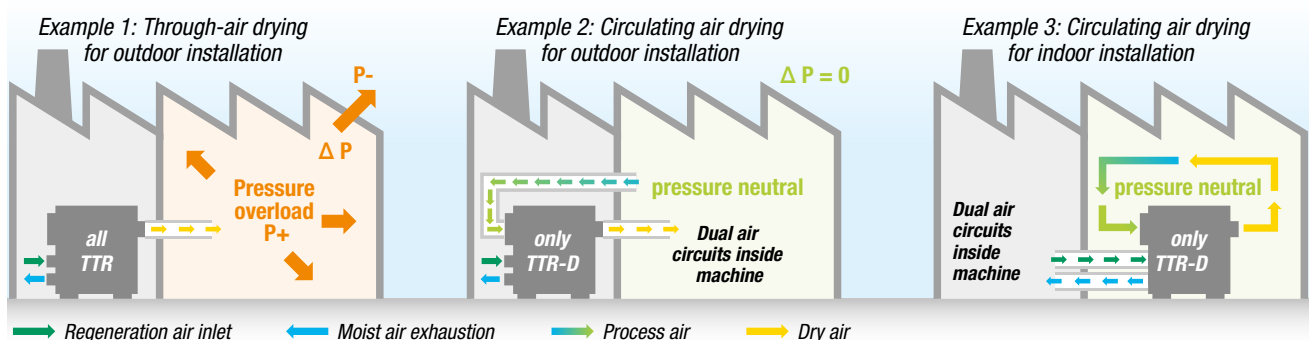 Example 1: Through-air drying
for outdoor installation
P-
Δ P
Pressure
overload
P+
all
TTR
Example 2: Circulating air drying
for outdoor installation
Δ P = 0
pressure neutral
only
TTR-D
Dual air
circuits inside
machine
Example 3: Circulating air drying
for indoor installation
pressure neutral
Dual air
circuits
inside
machine
only
TTR-D
Regeneration air inlet
Moist air exhaustion
Process air
Dry air